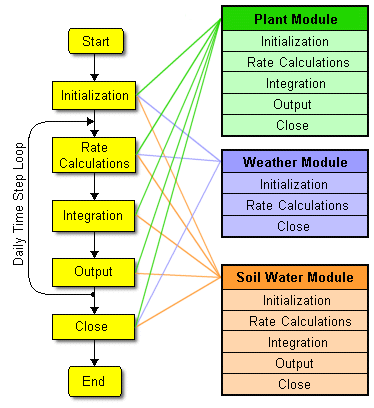 Start
Initialization
Rate
Calculations
Integration
Output
Close
End
Daily Time Step Loop
Plant Module
Initialization
Rate Calculations
Integration
Output
Close
Weather Module
Initialization
Rate Calculations
Close
Soil Water Module
Initialization
Rate Calculations
Integration
Output
Close